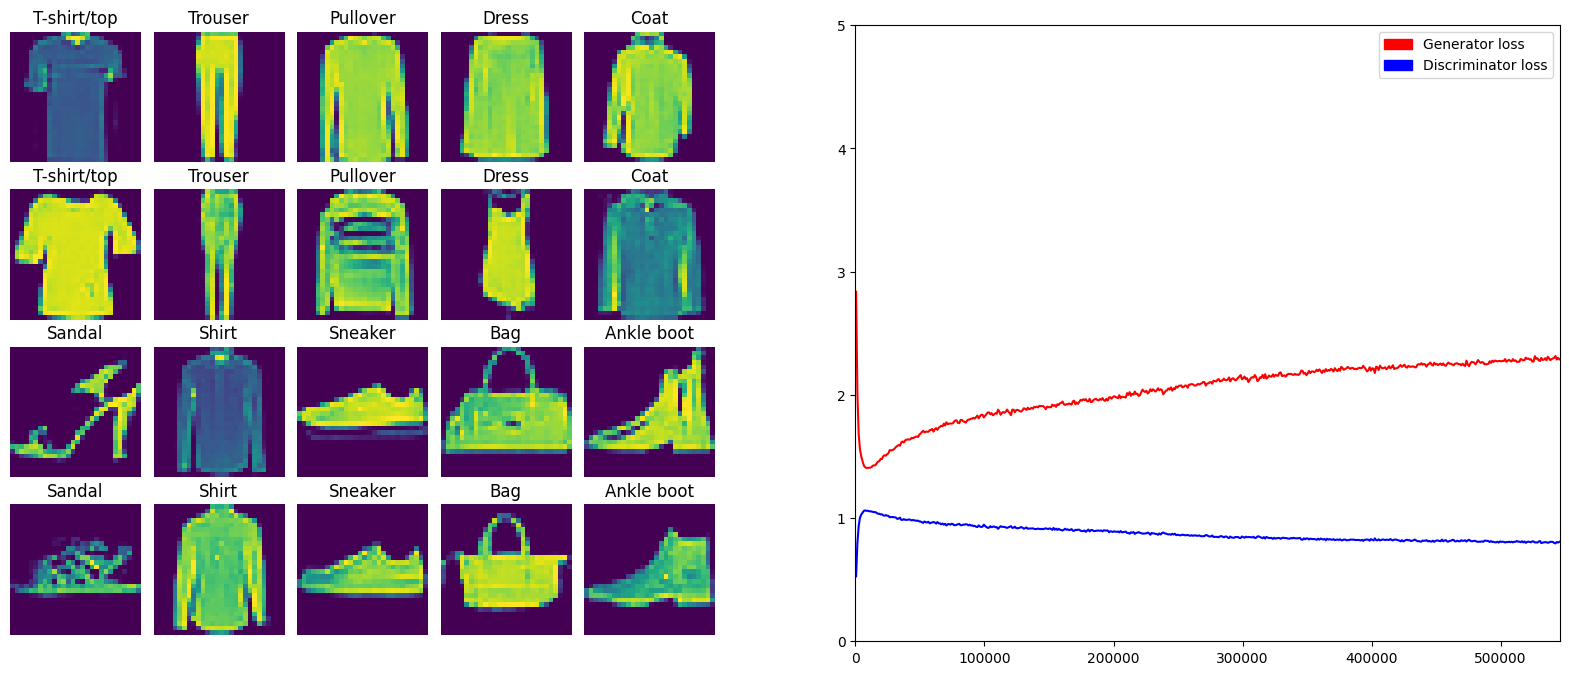 T-shirt/top Trouser Pullover Dress Coat
T-shirt/top Trouser Pullover Dress Coat
Sandal Shirt Sneaker Bag Ankle boot
Sandal Shirt Sneaker Bag Ankle boot
Generator loss
Discriminator loss
5
4
3
2
1
0
0 100000 200000 300000 400000 500000